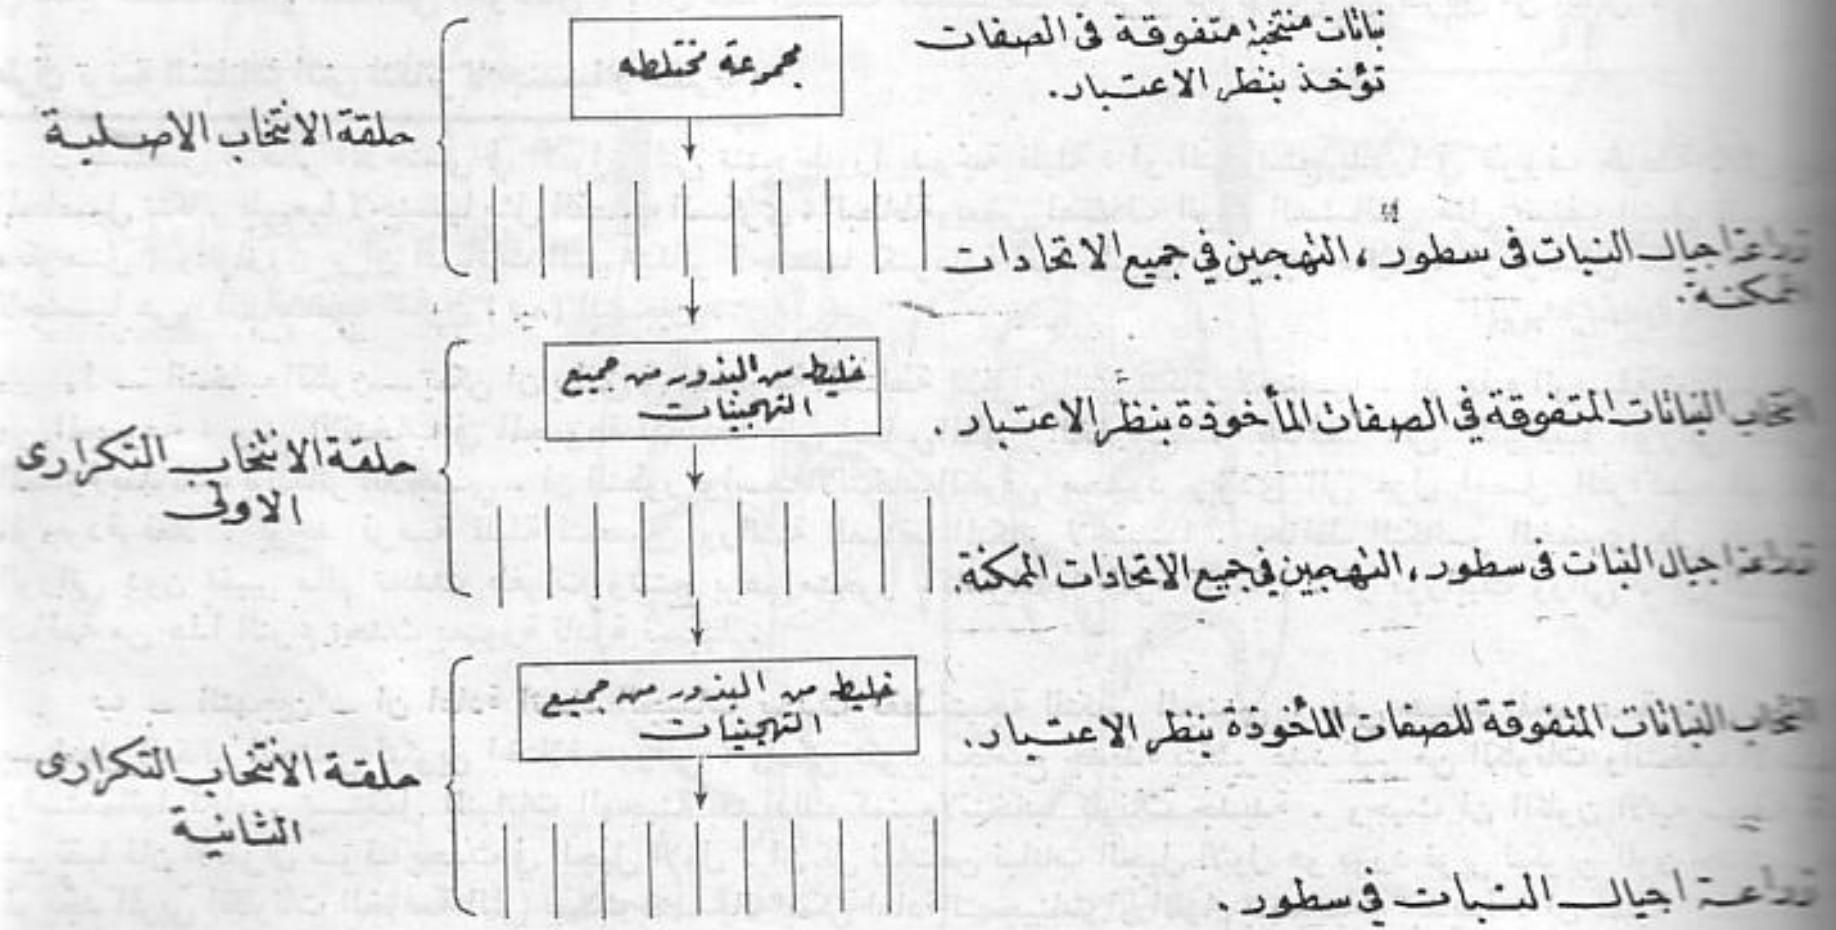 نباتات منتخبة متفوقة فى الصفات
تؤخذ بنظر الاعتبار.
مجموعة مختلطه
حلقة الانتخاب الاصلية
زراعة اجيال النبات فى سطور، التهجين في جميع الاتحادات
الممكنة.
خليط من البذور من جميع
التهجينات
انتخاب النباتات المتفوقة في الصفات المأخوذة بنظر الاعتبار.
حلقة الانتخاب التكرارى
الاولى
زراعة اجيال النبات فى سطور، التهجين في جميع الاتحادات الممكنة.
خليط من البذور من جميع
التهجينات
انتخاب النباتات المتفوقة للصفات المأخوذة بنظر الاعتبار.
حلقة الانتخاب التكرارى
الثانية
زراعة اجيال النبات في سطور.